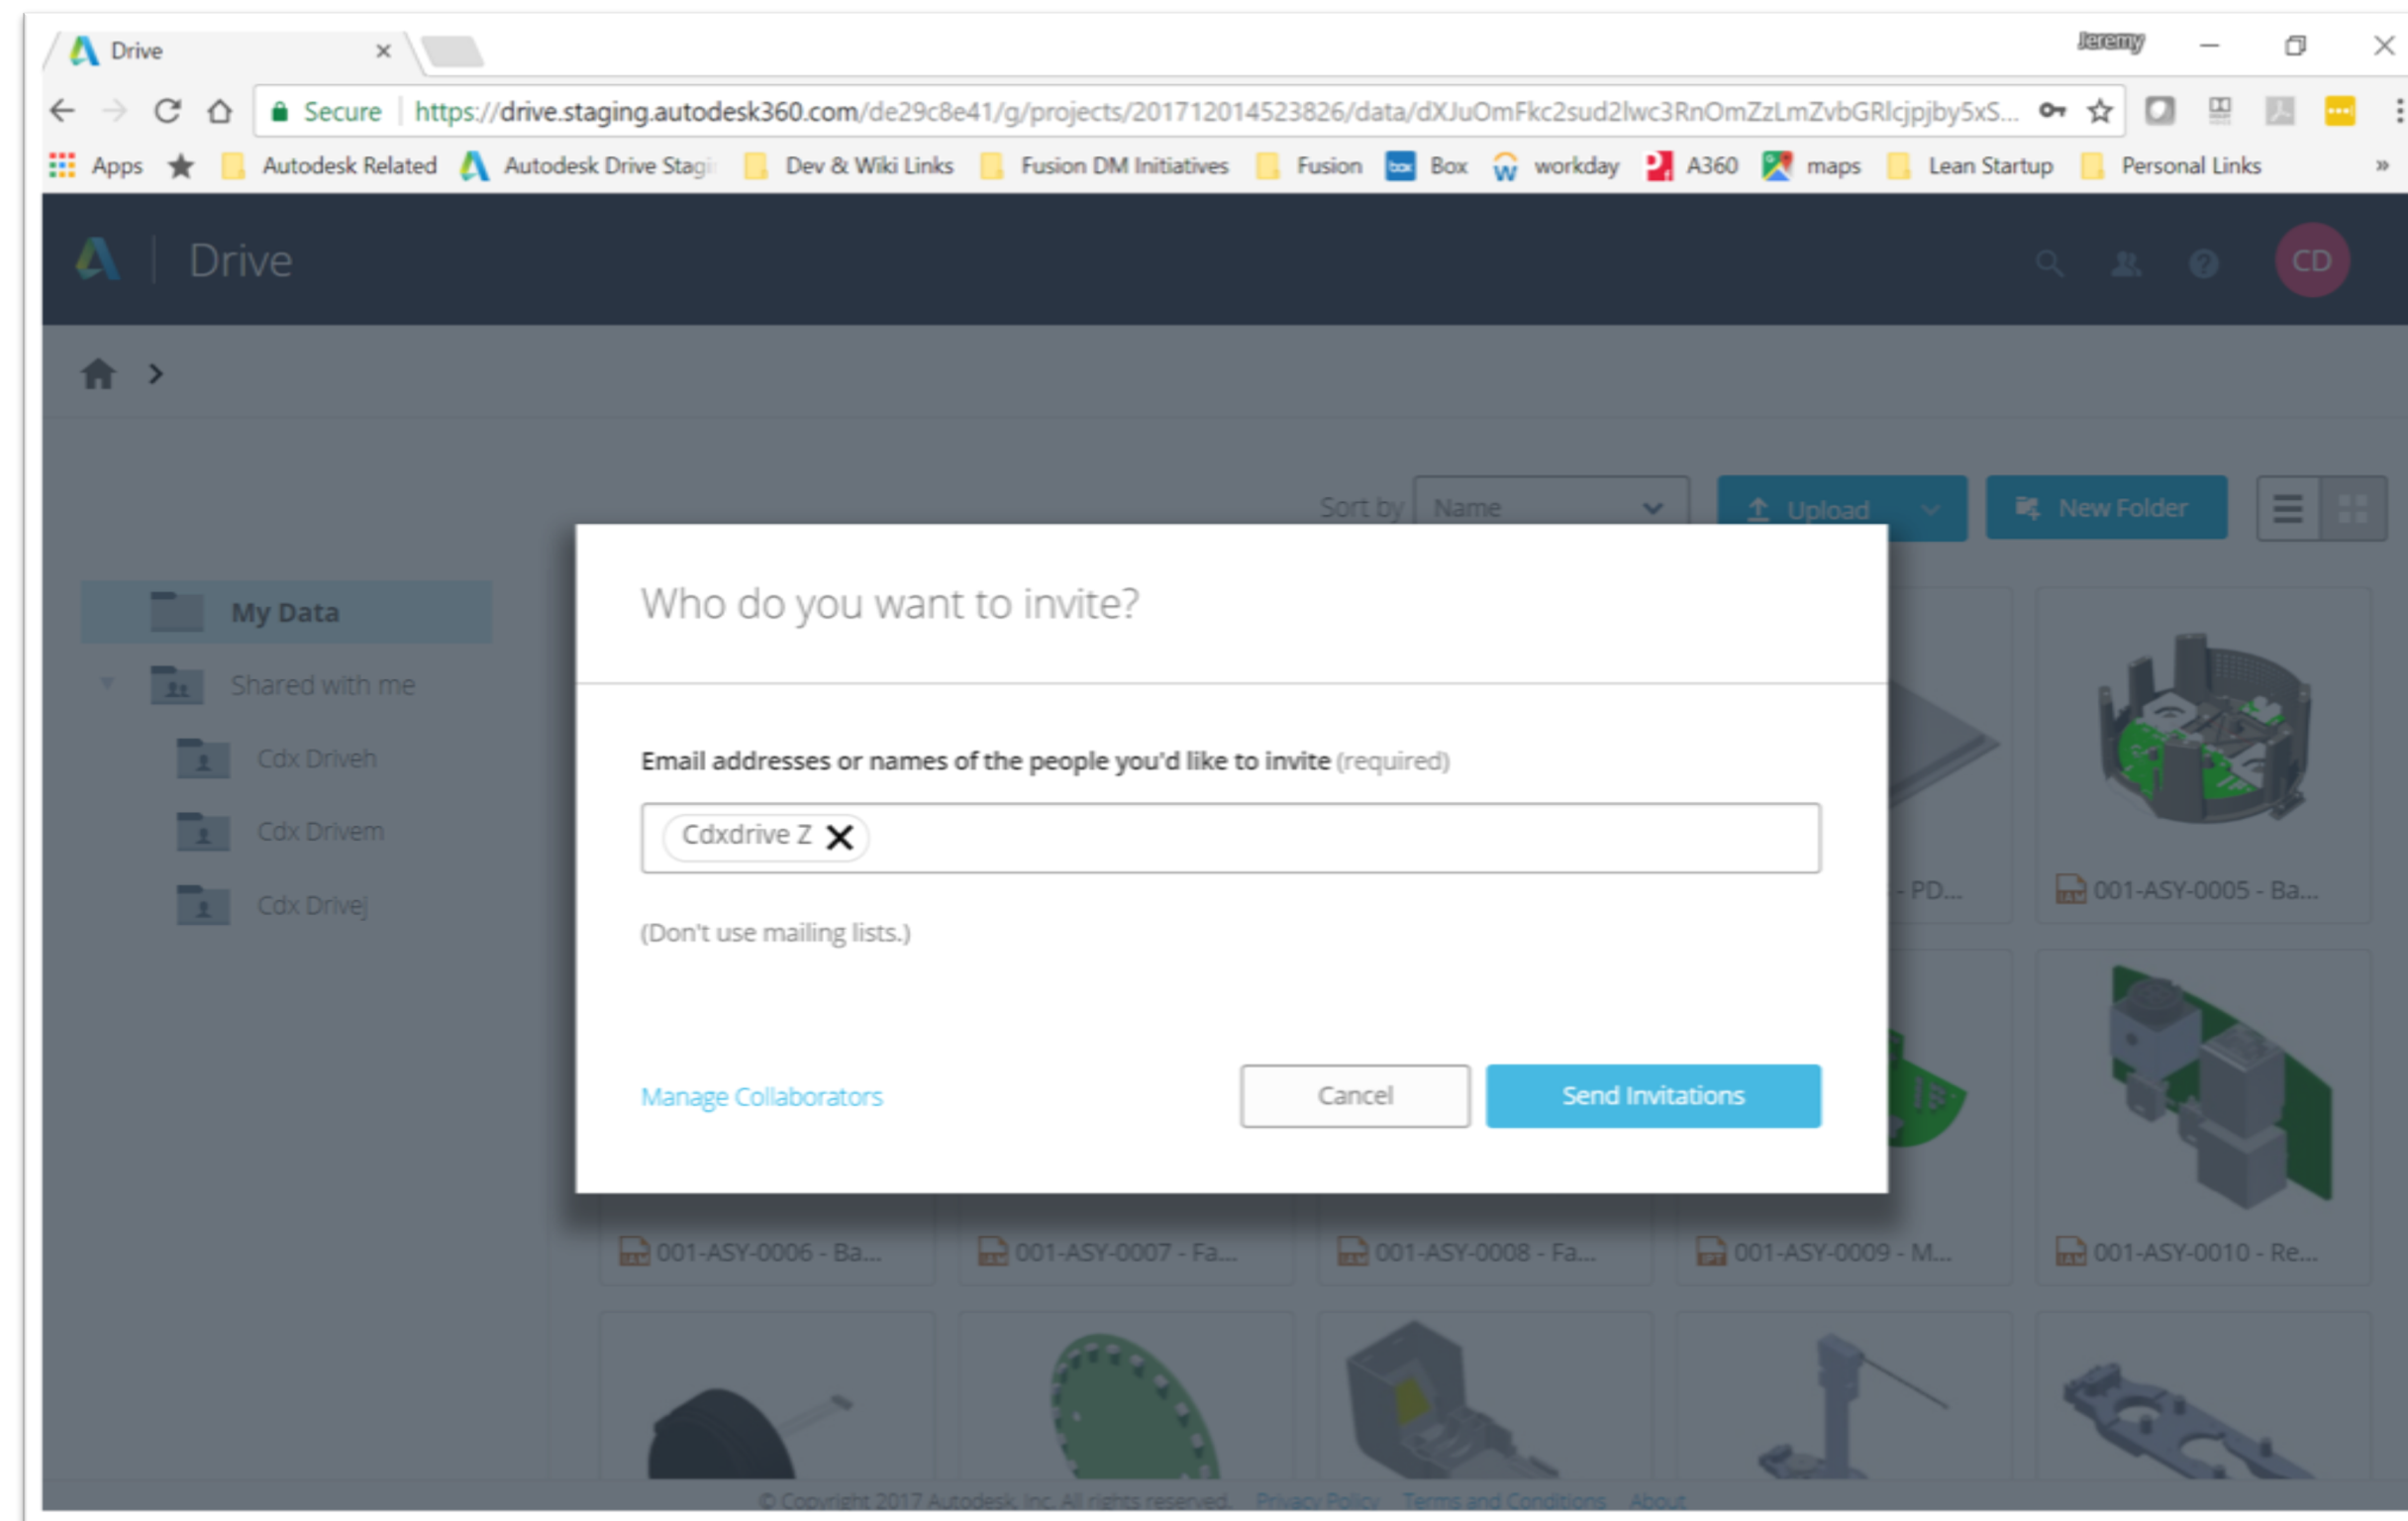 Drive
Jeremy
Secure https://drive.staging.autodesk360.com/de29c8e41/g/projects/201712014523826/data/dXJuOmFkc2sud2lwc3RnOmZzLmZvbGRlcjpjby5xS...
Apps Autodesk Related Autodesk Drive Stagi Dev & Wiki Links Fusion DM Initiatives Fusion Box workday A360 maps Lean Startup Personal Links »
Drive CD
Sort by Name Upload New Folder
My Data
Shared with me
Cdx Driveh
Cdx Drivem
Cdx Drivej
Who do you want to invite?
Email addresses or names of the people you'd like to invite (required)
Cdxdrive Z
(Don't use mailing lists.)
Manage Collaborators Cancel Send Invitations
- PD... 001-ASY-0005 - Ba...
001-ASY-0006 - Ba... 001-ASY-0007 - Fa... 001-ASY-0008 - Fa... 001-ASY-0009 - M... 001-ASY-0010 - Re...
© Copyright 2017 Autodesk, Inc. All rights reserved. Privacy Policy Terms and Conditions About